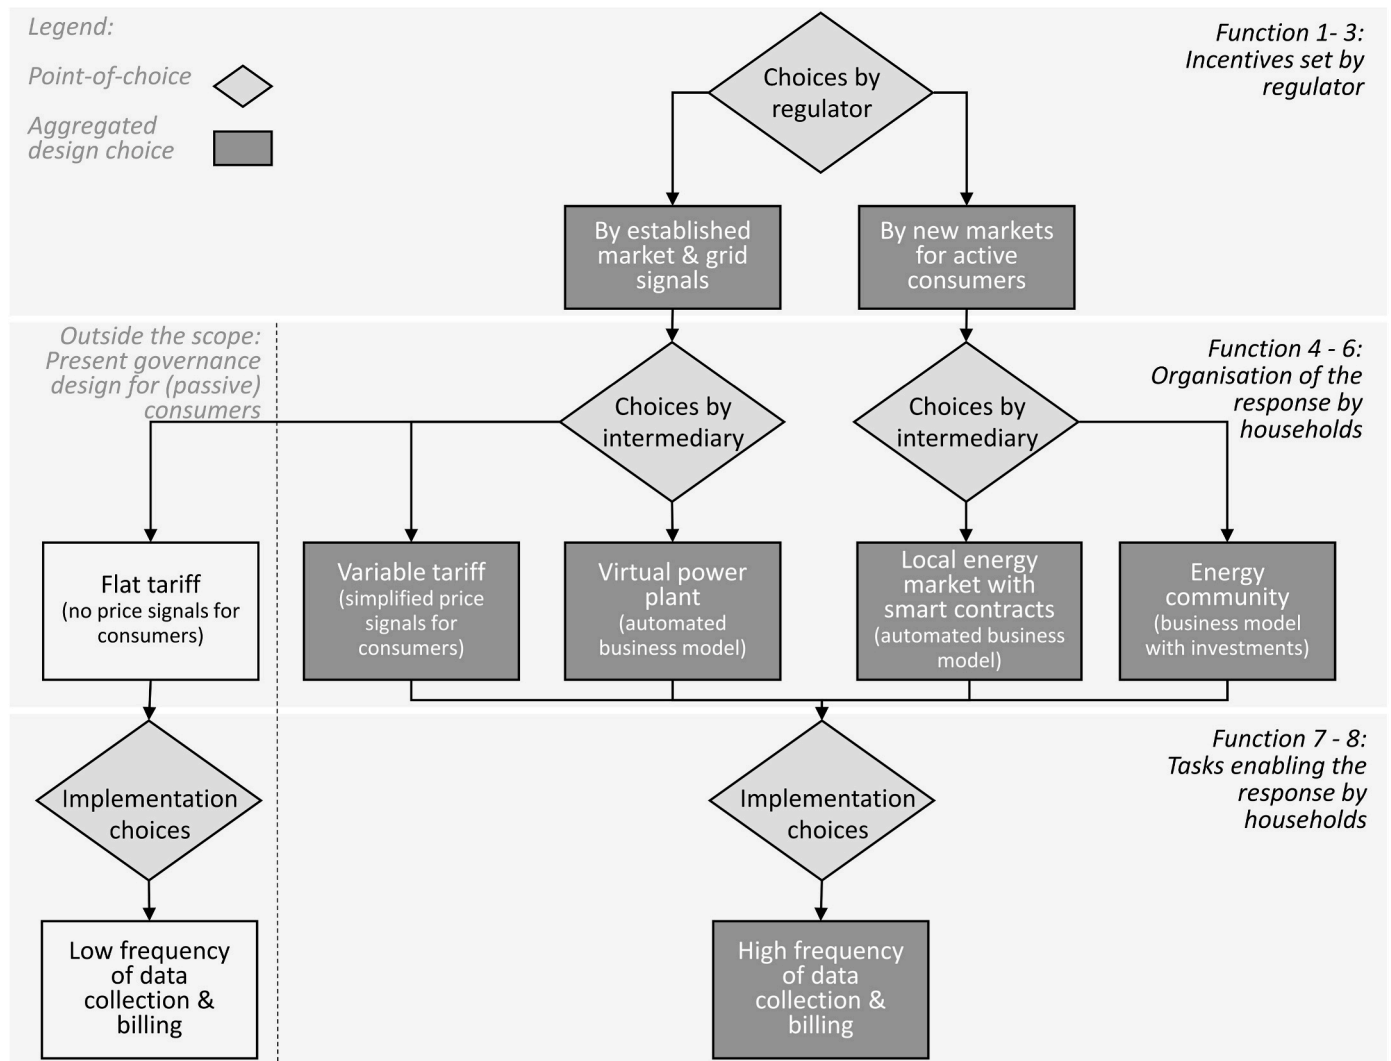 Legend:
Point-of-choice
Aggregated
design choice
Choices by
regulator
Function 1- 3:
Incentives set by
regulator
By established
market & grid
signals
By new markets
for active
consumers
Outside the scope:
Present governance
design for (passive)
consumers
Choices by
intermediary
Choices by
intermediary
Function 4 - 6:
Organisation of the
response by
households
Flat tariff
(no price signals for
consumers)
Variable tariff
(simplified price
signals for
consumers)
Virtual power
plant
(automated
business model)
Local energy
market with
smart contracts
(automated business
model)
Energy
community
(business model
with investments)
Implementation
choices
Implementation
choices
Function 7 - 8:
Tasks enabling the
response by
households
Low frequency
of data
collection &
billing
High frequency
of data
collection &
billing